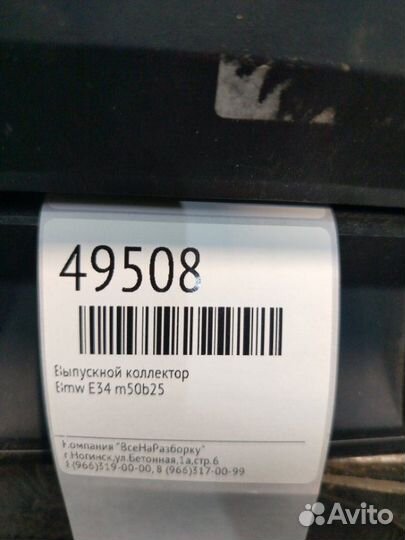 49508
Выпускной коллектор
Bmw E34 m50b25
Компания "ВсеНаРазборку"
г.Ногинск,ул.Бетонная,1а,стр.6
8 (966)319-00-00, 8 (966)317-00-99
Avito